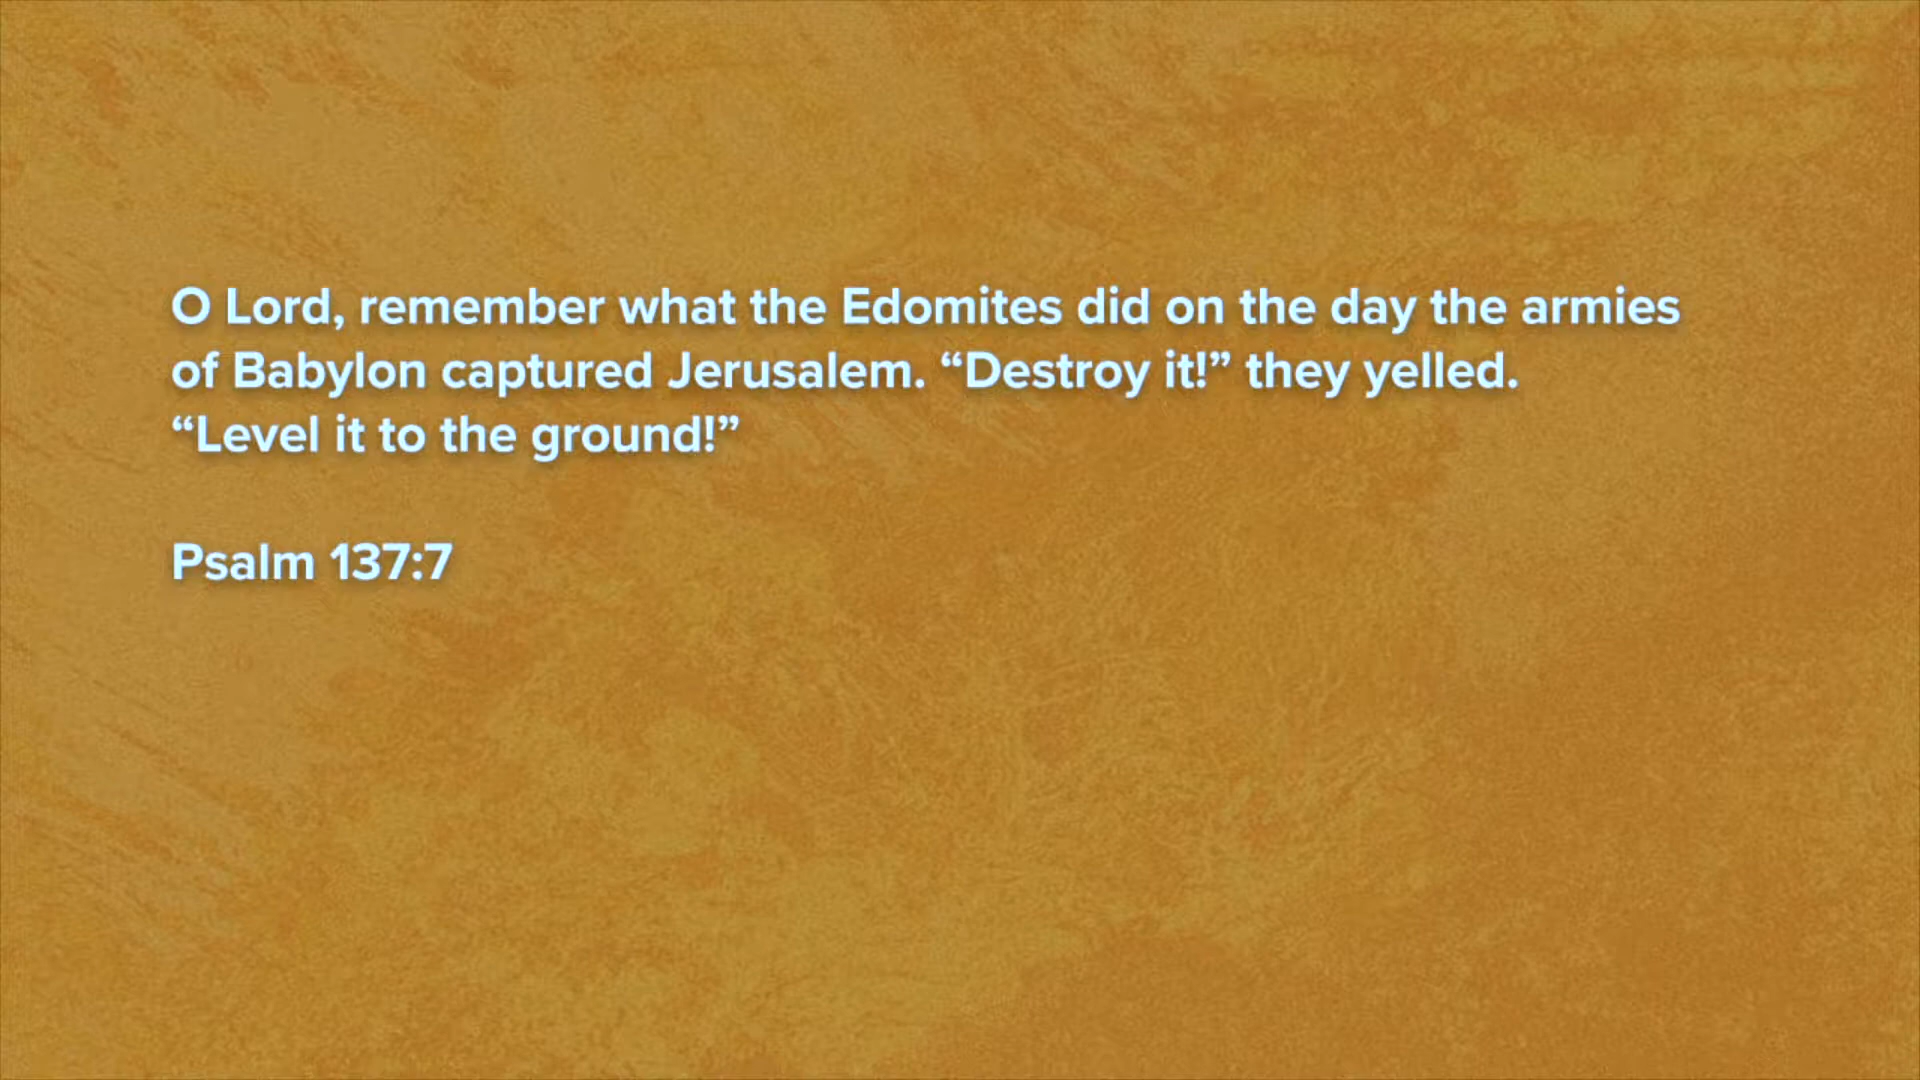 O Lord, remember what the Edomites did on the day the armies
of Babylon captured Jerusalem. “Destroy it!” they yelled.
“Level it to the ground!”
Psalm 137:7